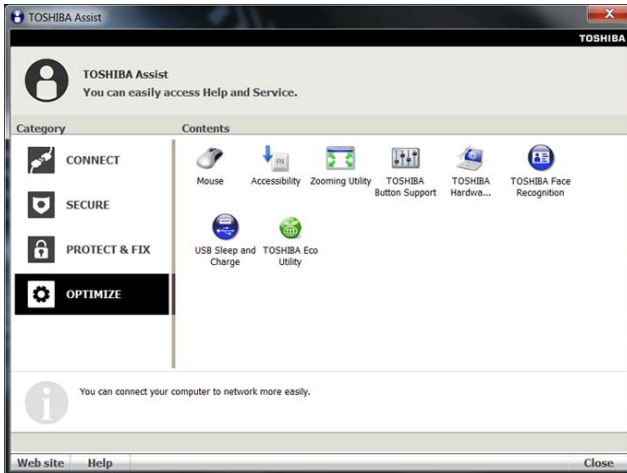 TOSHIBA Assist
TOSHIBA
TOSHIBA Assist
You can easily access Help and Service.
Category
Contents
CONNECT
SECURE
PROTECT & FIX
OPTIMIZE
Mouse
Accessibility
Zooming Utility
TOSHIBA
Button Support
TOSHIBA
Hardwa...
TOSHIBA Face
Recognition
USB Sleep and
Charge
TOSHIBA Eco
Utility
You can connect your computer to network more easily.
Web site
Help
Close